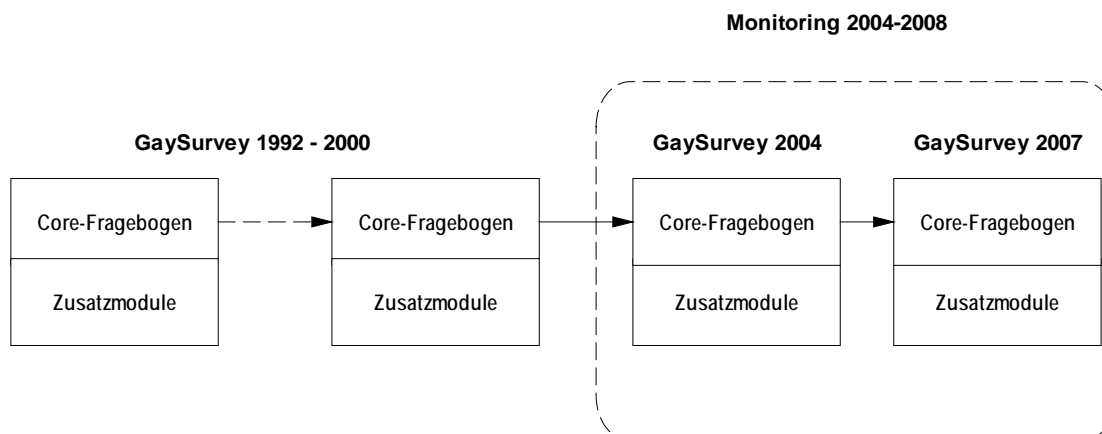 Monitoring 2004-2008
GaySurvey 1992 - 2000
GaySurvey 2004
GaySurvey 2007
Core-Fragebogen
Core-Fragebogen
Core-Fragebogen
Core-Fragebogen
Zusatzmodule
Zusatzmodule
Zusatzmodule
Zusatzmodule